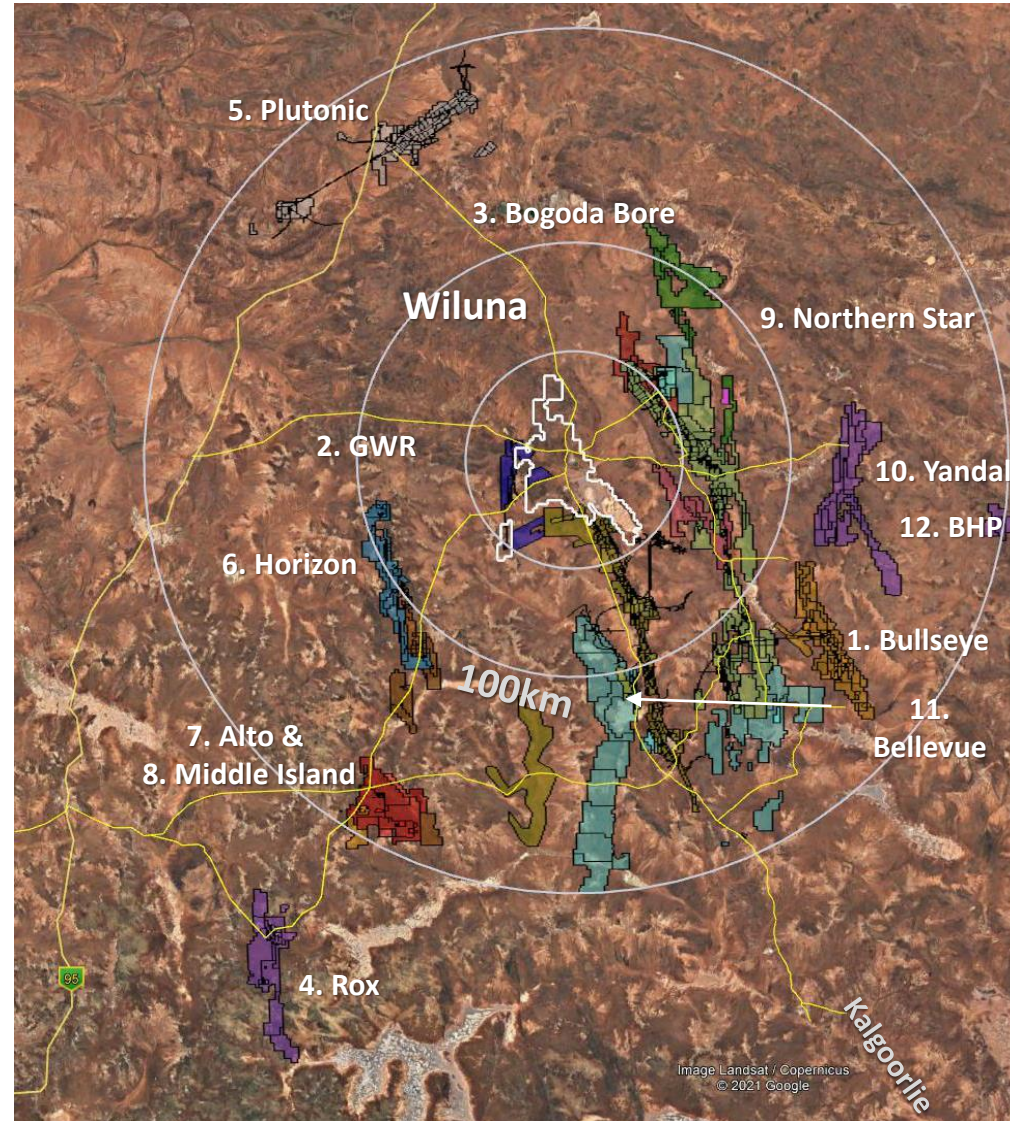 5. Plutonic
3. Bogoda Bore
Wiluna
9. Northern Star
2. GWR
10. Yandal
12. BHP
6. Horizon
1. Bullseye
100km
11.
Bellevue
7. Alto &
8. Middle Island
95
4. Rox
Kalgoorlie
Image Landsat / Copernicus
© 2021 Google